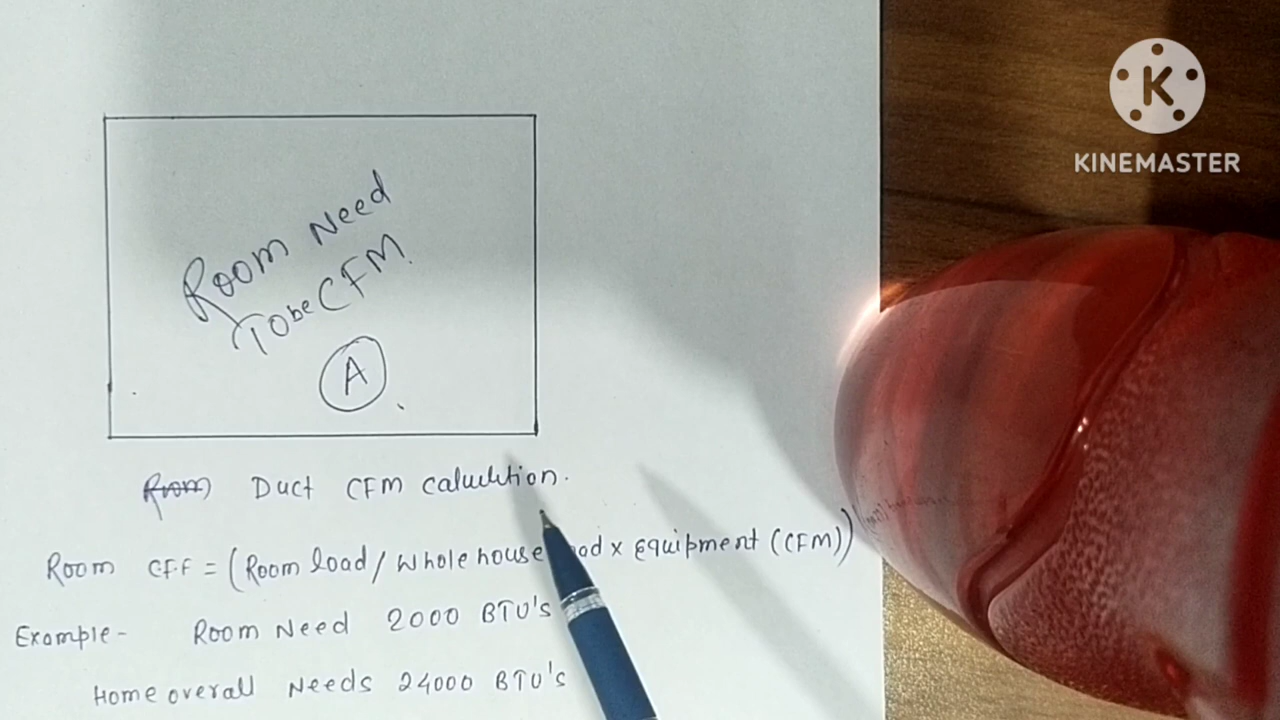 Room Need
To be CFM.
A
Room Duct CFM calculation.
Room CFF = (Room load / Whole house load x Equipment (CFM))
Example - Room Need 2000 BTU's
Home overall Needs 24000 BTU's
K
KINEMASTER